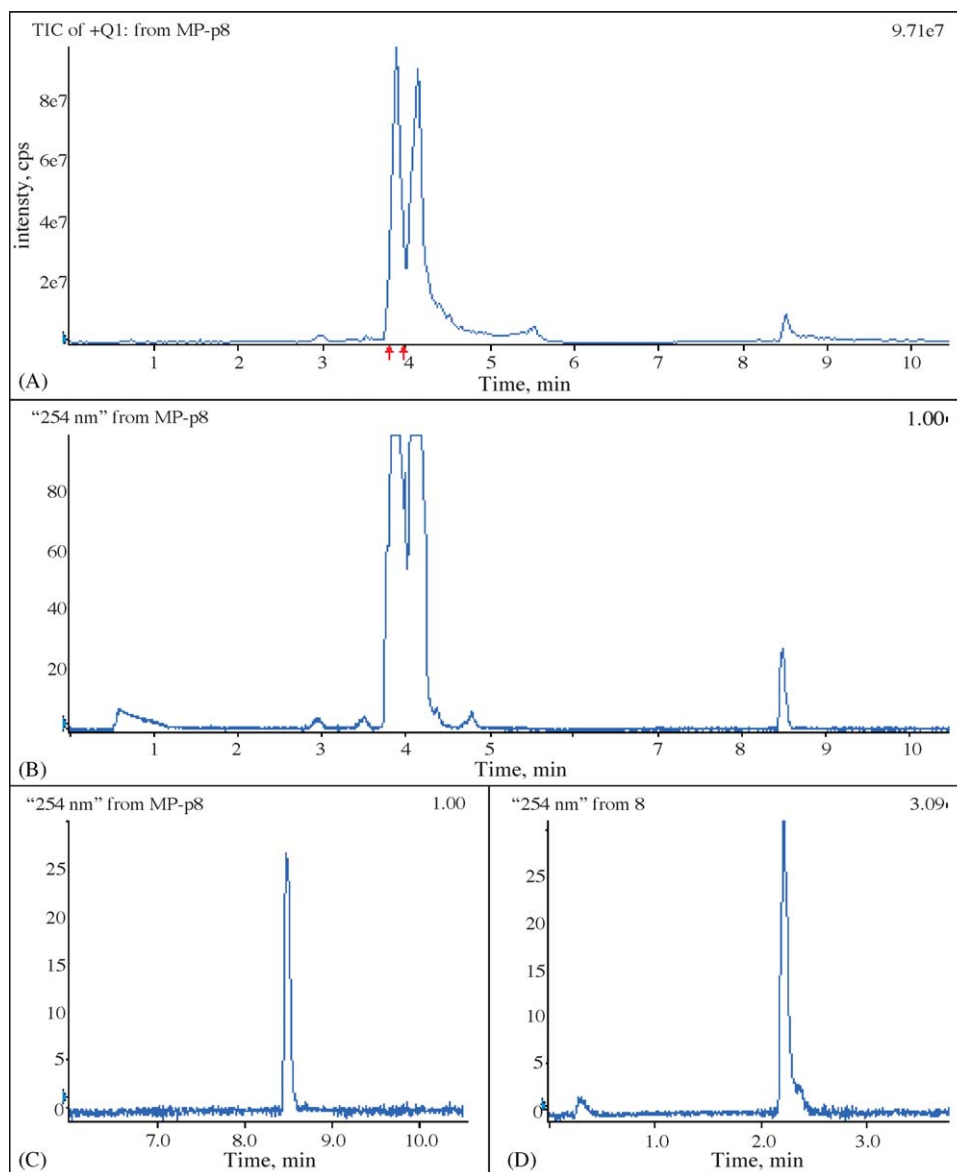 TIC of +Q1: from MP-p8 9.71e7
intensty, cps
8e7
6e7
4e7
2e7
1 2 3 4 5 6 7 8 9 10
(A) Time, min
“254 nm” from MP-p8 1.00
80
60
40
20
1 2 3 4 5 7 8 9 10
(B) Time, min
“254 nm” from MP-p8 1.00
25
20
15
10
5
0
7.0 8.0 9.0 10.0
(C) Time, min
“254 nm” from 8 3.09
25
20
15
10
5
0
1.0 2.0 3.0
(D) Time, min